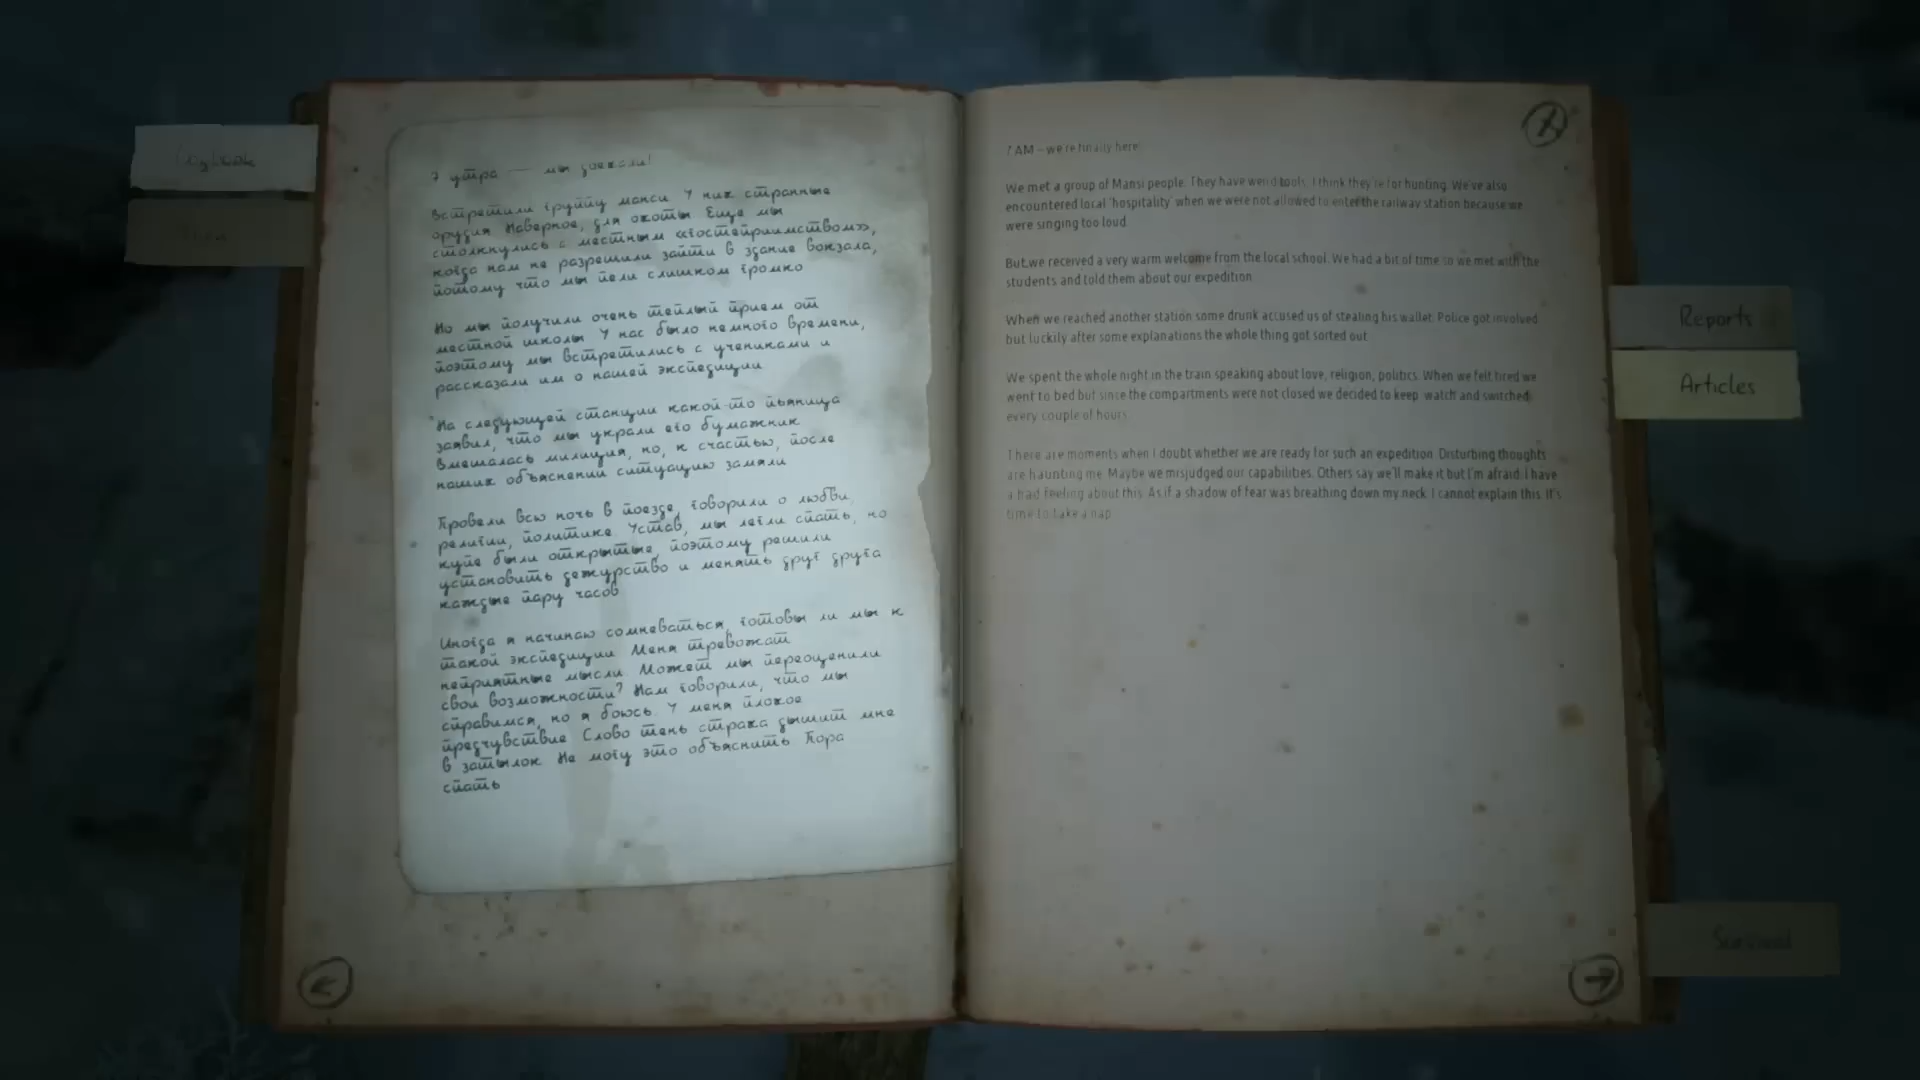 Logbook
7 утра — мы доехали!
Встретили группу манси У них странные
орудия Наверное, для охоты Еще мы
столкнулись с местным «гостеприимством»,
когда нам не разрешили зайти в здание вокзала,
потому что мы пели слишком громко
Но мы получили очень теплый прием от
местной школы У нас было немного времени,
поэтому мы встретились с учениками и
рассказали им о нашей экспедиции
На следующей станции какой-то пьяница
заявил, что мы украли его бумажник
Вмешалась милиция, но, к счастью, после
наших объяснений ситуацию замяли
Провели всю ночь в поезде, говорили о любви,
религии, политике Устав, мы легли спать, но
купе были открытые, поэтому решили
установить дежурство и менять друг друга
каждые пару часов
Иногда я начинаю сомневаться, готовы ли мы к
такой экспедиции Меня тревожат
неприятные мысли Может мы переоценили
свои возможности? Нам говорили, что мы
справимся, но я боюсь У меня плохое
предчувствие Слово тень страха дышит мне
в затылок Не могу это объяснить Пора
спать
7 AM – we're finally here
We met a group of Mansi people. They have weird tools, I think they're for hunting. We've also
encountered local 'hospitality' when we were not allowed to enter the railway station because we
were singing too loud
But we received a very warm welcome from the local school. We had a bit of time so we met with the
students and told them about our expedition
When we reached another station some drunk accused us of stealing his wallet. Police got involved
but luckily after some explanations the whole thing got sorted out
We spent the whole night in the train speaking about love, religion, politics. When we felt tired we
went to bed but since the compartments were not closed we decided to keep watch and switched
every couple of hours
There are moments when I doubt whether we are ready for such an expedition. Disturbing thoughts
are haunting me. Maybe we misjudged our capabilities. Others say we'll make it but I'm afraid. I have
a bad feeling about this. As if a shadow of fear was breathing down my neck. I cannot explain this. It's
time to take a nap
Reports
Articles
Survival